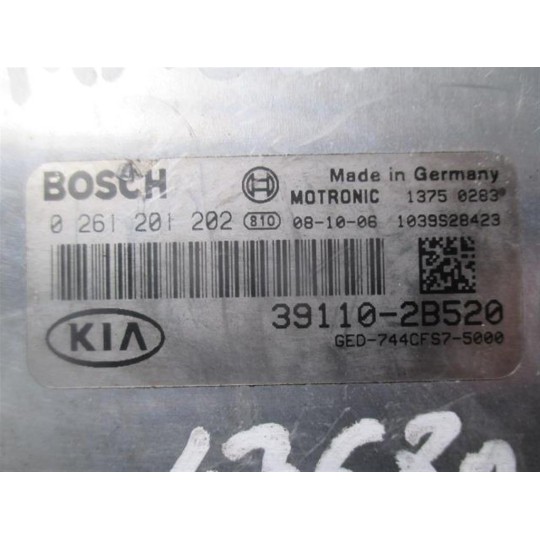 BOSCH
Made in Germany
MOTRONIC 1375 0283
0 261 201 202 810 08-10-06 1039S28423
39110-2B520
KIA
GED-744CFS7-5000